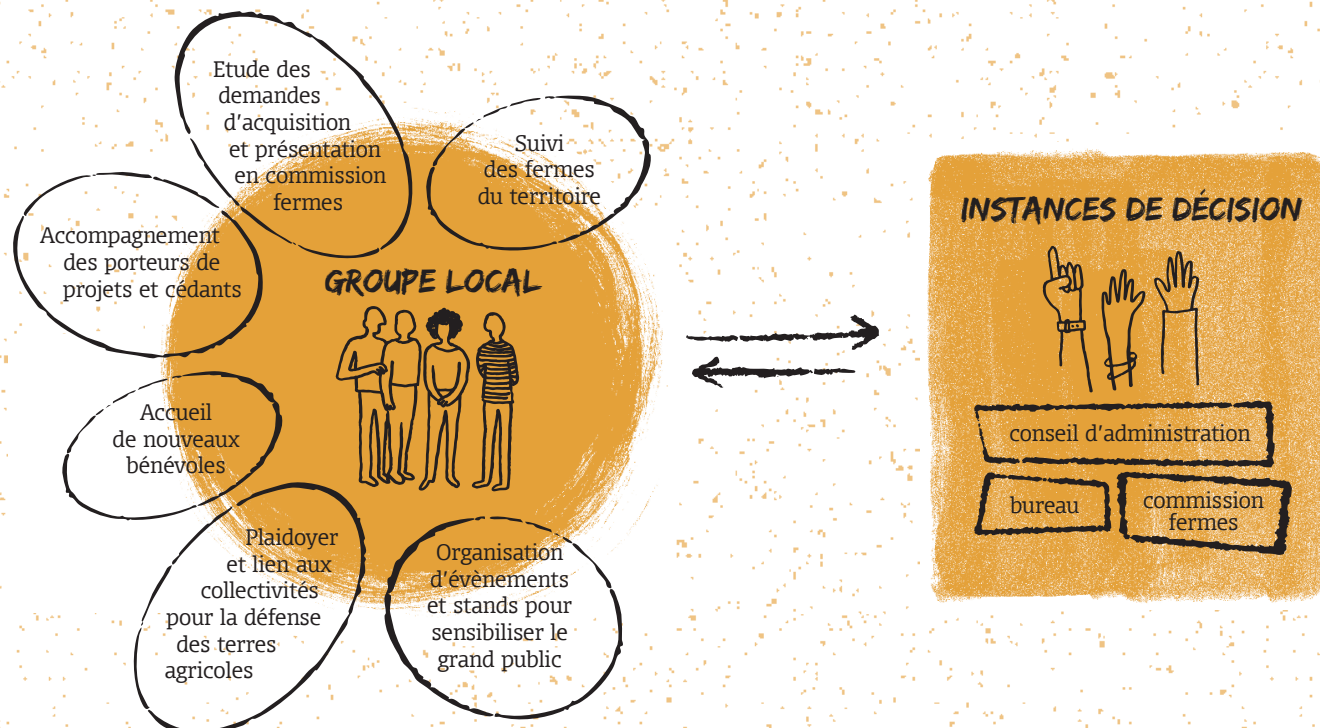 Etude des
demandes
d'acquisition
et présentation
en commission
fermes
Suivi
des fermes
du territoire
Accompagnement
des porteurs de
projets et cédants
GROUPE LOCAL
Accueil
de nouveaux
bénévoles
Plaidoyer
et lien aux
collectivités
pour la défense
des terres
agricoles
Organisation
d'évènements
et stands pour
sensibiliser le
grand public
INSTANCES DE DÉCISION
conseil d'administration
bureau
commission
fermes